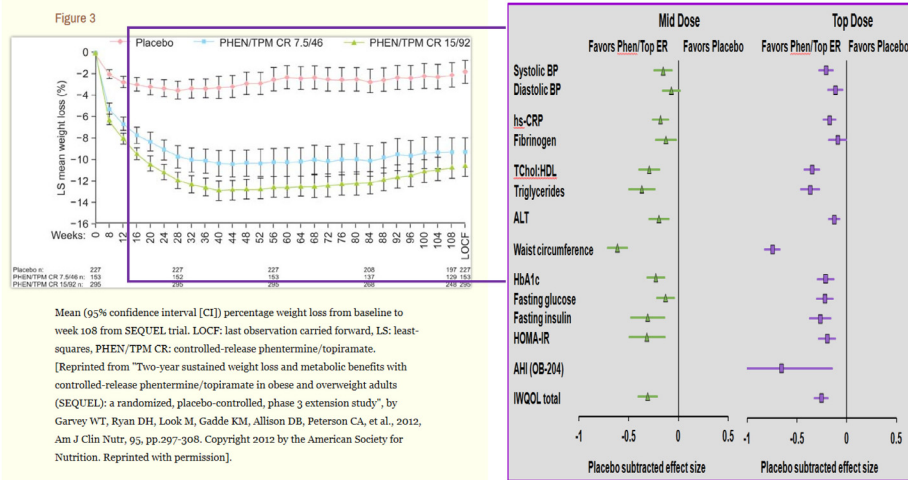 Figure 3
Placebo PHEN/TPM CR 7.5/46 PHEN/TPM CR 15/92
LS mean weight loss (%)
0
−2
−4
−6
−8
−10
−12
−14
−16
Weeks: 0 8 12 16 20 24 28 32 36 40 44 48 52 56 60 64 68 72 76 80 84 88 92 96 100 104 108 LOCF
Placebo n: 227 227 227 208 197 227
PHEN/TPM CR 7.5/46 n: 153 152 153 137 129 153
PHEN/TPM CR 15/92 n: 295 295 295 268 248 295
Mean (95% confidence interval [CI]) percentage weight loss from baseline to
week 108 from SEQUEL trial. LOCF: last observation carried forward, LS: least-
squares, PHEN/TPM CR: controlled-release phentermine/topiramate.
[Reprinted from "Two-year sustained weight loss and metabolic benefits with
controlled-release phentermine/topiramate in obese and overweight adults
(SEQUEL): a randomized, placebo-controlled, phase 3 extension study", by
Garvey WT, Ryan DH, Look M, Gadde KM, Allison DB, Peterson CA, et al., 2012,
Am J Clin Nutr, 95, pp.297-308. Copyright 2012 by the American Society for
Nutrition. Reprinted with permission].
Mid Dose Top Dose
Favors Phen/Top ER Favors Placebo Favors Phen/Top ER Favors Placebo
Systolic BP
Diastolic BP
hs-CRP
Fibrinogen
TChol:HDL
Triglycerides
ALT
Waist circumference
HbA1c
Fasting glucose
Fasting insulin
HOMA-IR
AHI (OB-204)
IWQOL total
-1 -0.5 0 -1 -0.5 0
Placebo subtracted effect size Placebo subtracted effect size